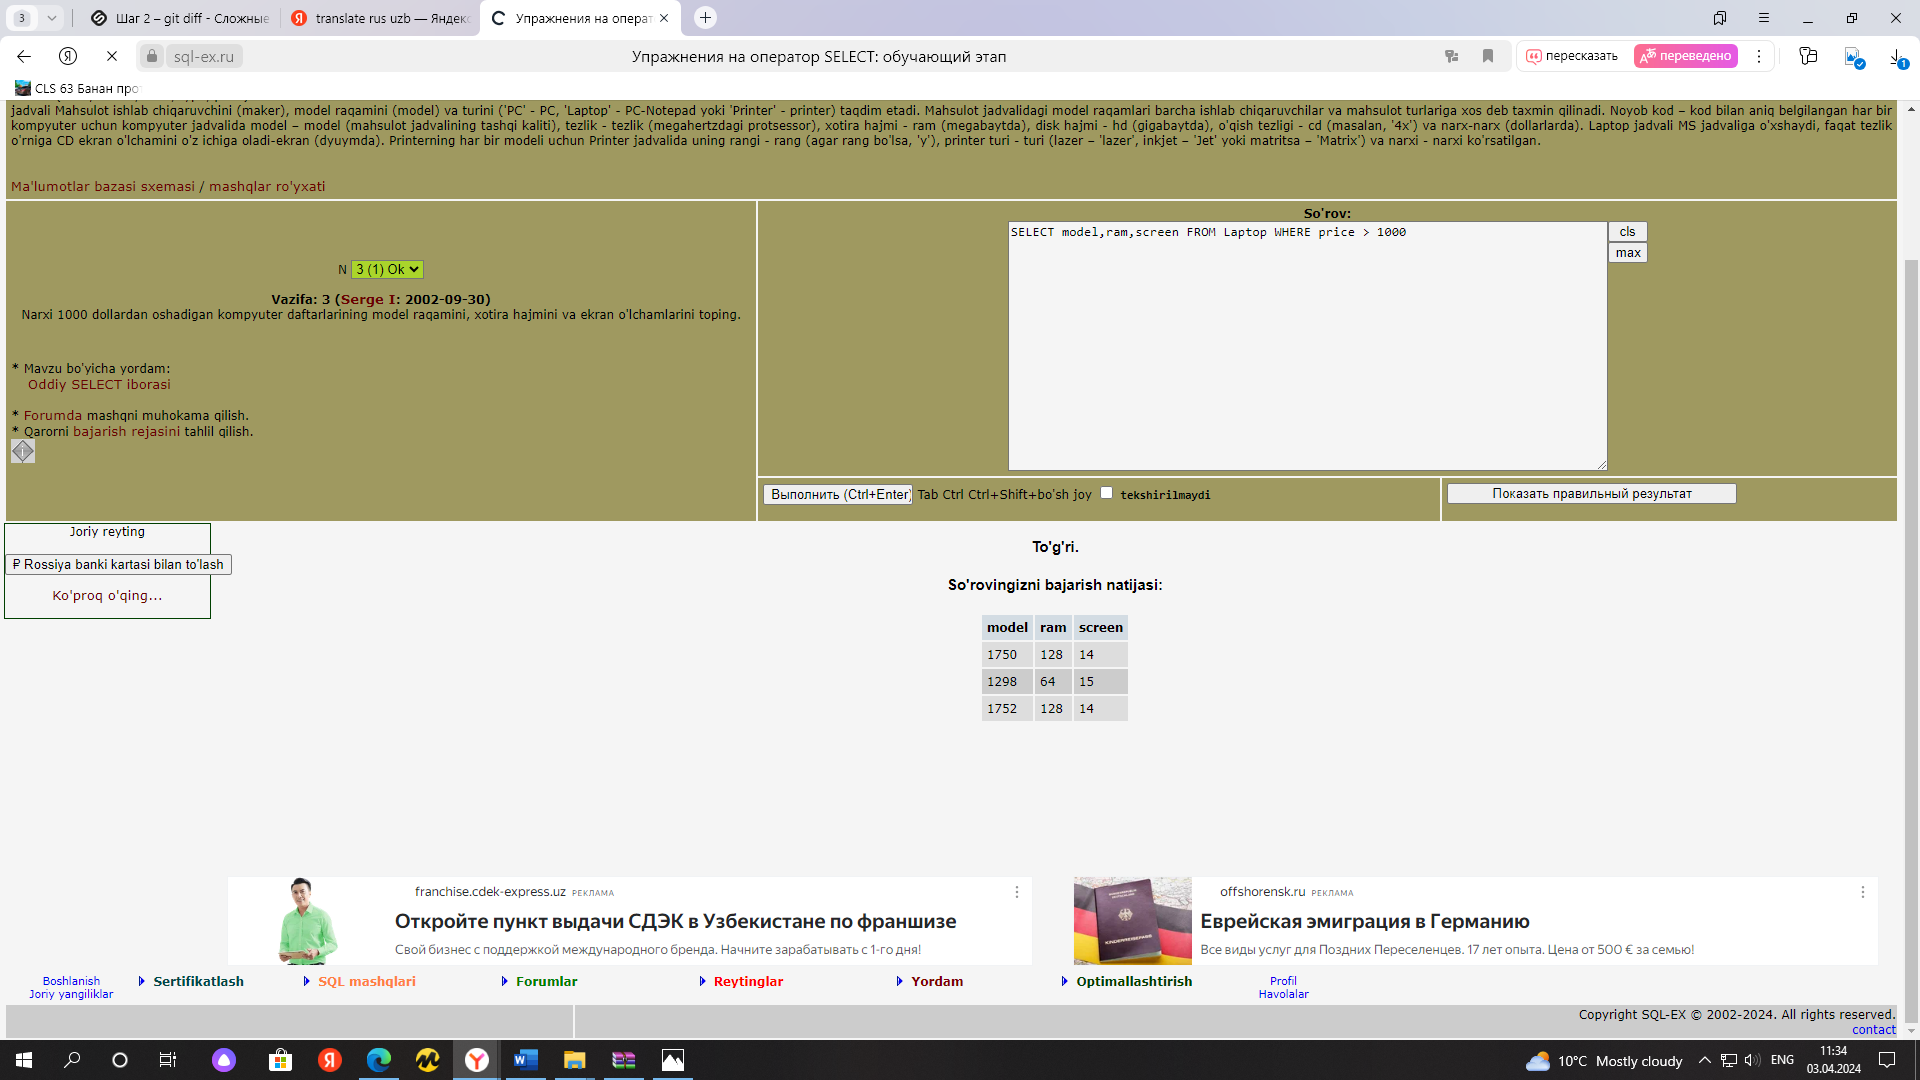 3
Шаг 2 – git diff - Сложные
translate rus uzb — Яндекс
Упражнения на операт
sql-ex.ru
Упражнения на оператор SELECT: обучающий этап
пересказать
переведено
1
CLS 63 Банан про
jadvali Mahsulot ishlab chiqaruvchini (maker), model raqamini (model) va turini ('PC' - PC, 'Laptop' - PC-Notepad yoki 'Printer' - printer) taqdim etadi. Mahsulot jadvalidagi model raqamlari barcha ishlab chiqaruvchilar va mahsulot turlariga xos deb taxmin qilinadi. Noyob kod – kod bilan aniq belgilangan har bir
kompyuter uchun kompyuter jadvalida model – model (mahsulot jadvalining tashqi kaliti), tezlik - tezlik (megahertzdagi protsessor), xotira hajmi - ram (megabaytda), disk hajmi - hd (gigabaytda), o'qish tezligi - cd (masalan, '4x') va narx-narx (dollarlarda). Laptop jadvali MS jadvaliga o'xshaydi, faqat tezlik
o'rniga CD ekran o'lchamini o'z ichiga oladi-ekran (dyuymda). Printerning har bir modeli uchun Printer jadvalida uning rangi - rang (agar rang bo'lsa, 'y'), printer turi - turi (lazer – 'lazer', inkjet – 'Jet' yoki matritsa – 'Matrix') va narxi - narxi ko'rsatilgan.
Ma'lumotlar bazasi sxemasi / mashqlar ro'yxati
N 3 (1) Ok
Vazifa: 3 (Serge I: 2002-09-30)
Narxi 1000 dollardan oshadigan kompyuter daftarlarining model raqamini, xotira hajmini va ekran o'lchamlarini toping.
* Mavzu bo'yicha yordam:
Oddiy SELECT iborasi
* Forumda mashqni muhokama qilish.
* Qarorni bajarish rejasini tahlil qilish.
So'rov:
SELECT model,ram,screen FROM Laptop WHERE price > 1000
cls
max
Выполнить (Ctrl+Enter) Tab Ctrl Ctrl+Shift+bo'sh joy tekshirilmaydi
Показать правильный результат
Joriy reyting
₽ Rossiya banki kartasi bilan to'lash
Ko'proq o'qing...
To'g'ri.
So'rovingizni bajarish natijasi:
model ram screen
1750 128 14
1298 64 15
1752 128 14
franchise.cdek-express.uz РЕКЛАМА
Откройте пункт выдачи СДЭК в Узбекистане по франшизе
Свой бизнес с поддержкой международного бренда. Начните зарабатывать с 1-го дня!
KINDERREISEPASS
offshorensk.ru РЕКЛАМА
Еврейская эмиграция в Германию
Все виды услуг для Поздних Переселенцев. 17 лет опыта. Цена от 500 € за семью!
Boshlanish
Joriy yangiliklar
Sertifikatlash
SQL mashqlari
Forumlar
Reytinglar
Yordam
Optimallashtirish
Profil
Havolalar
Copyright SQL-EX © 2002-2024. All rights reserved.
contact
10°C Mostly cloudy
ENG
11:34
03.04.2024